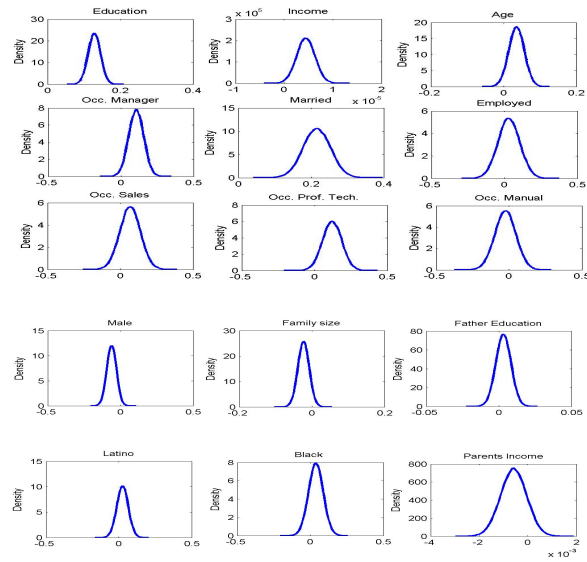 Education
Density
30
20
10
0
0 0.2 0.4
Income
x 10^5
Density
3
2
1
0
-1 0 1 2
x 10^-5
Age
Density
20
15
10
5
0
-0.2 0 0.2
Occ. Manager
Density
8
6
4
2
0
-0.5 0 0.5
Married
Density
15
10
5
0
0 0.2 0.4
Employed
Density
6
4
2
0
-0.5 0 0.5
Occ. Sales
Density
6
4
2
0
-0.5 0 0.5
Occ. Prof. Tech.
Density
8
6
4
2
0
-0.5 0 0.5
Occ. Manual
Density
6
4
2
0
-0.5 0 0.5
Male
Density
15
10
5
0
-0.5 0 0.5
Family size
Density
30
20
10
0
-0.2 0 0.2
Father Education
Density
80
60
40
20
0
-0.05 0 0.05
Latino
Density
15
10
5
0
-0.5 0 0.5
Black
Density
8
6
4
2
0
-0.5 0 0.5
Parents Income
Density
800
600
400
200
0
-4 -2 0 2
x 10^-3